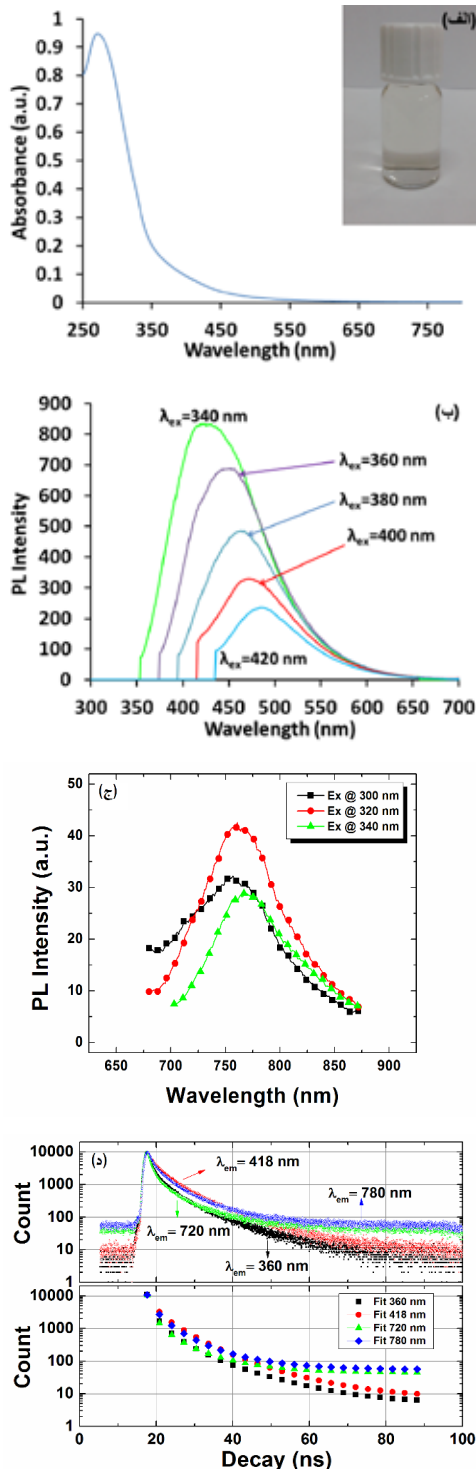 (الف)
1
0.9
0.8
0.7
0.6
0.5
0.4
0.3
0.2
0.1
0
Absorbance (a.u.)
250 350 450 550 650 750
Wavelength (nm)
(ب)
900
800
700
600
500
400
300
200
100
0
PL Intensity
λex=340 nm
λex=360 nm
λex=380 nm
λex=400 nm
λex=420 nm
300 350 400 450 500 550 600 650 700
Wavelength (nm)
(ج)
50
40
30
20
10
0
PL Intensity (a.u.)
Ex @ 300 nm
Ex @ 320 nm
Ex @ 340 nm
650 700 750 800 850 900
Wavelength (nm)
(د)
10000
1000
100
10
1
Count
λem= 418 nm
λem= 780 nm
λem= 720 nm
λem= 360 nm
10000
1000
100
10
1
Count
Fit 360 nm
Fit 418 nm
Fit 720 nm
Fit 780 nm
0 20 40 60 80 100
Decay (ns)